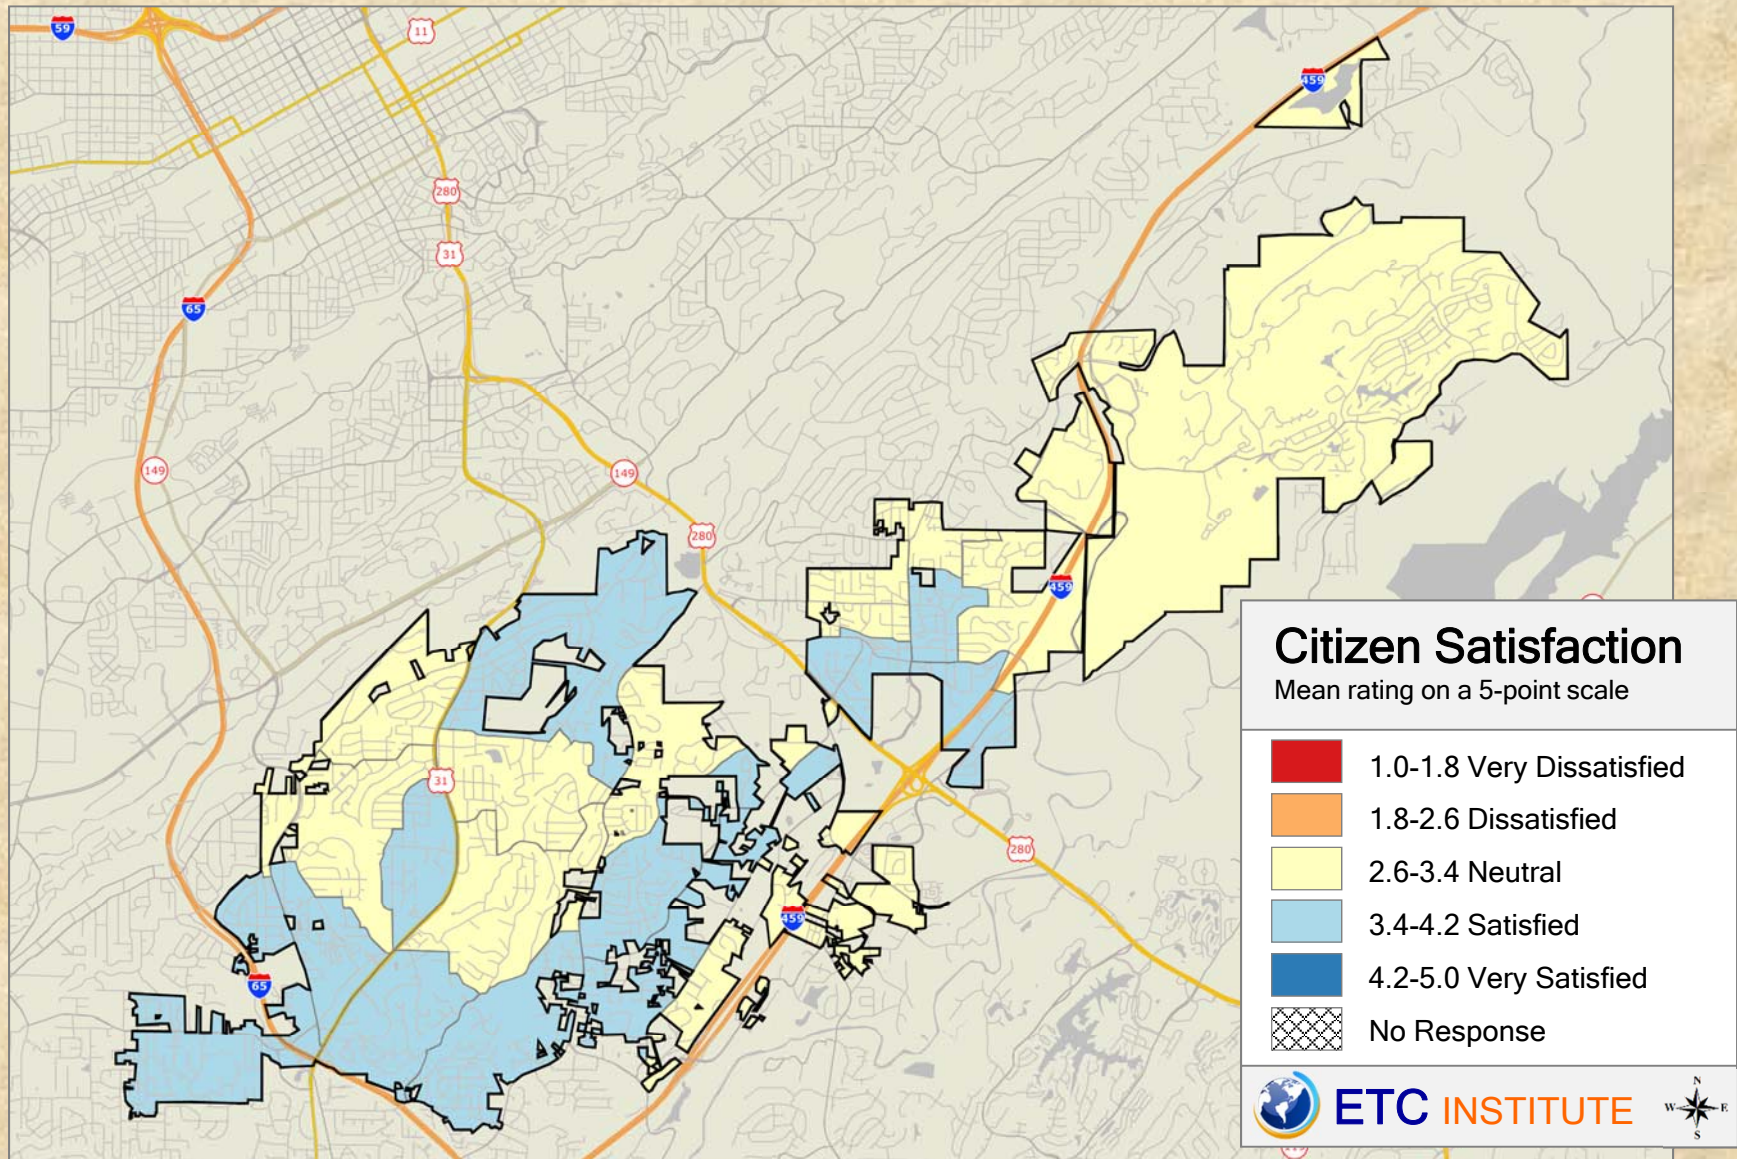 59
11
459
280
31
65
149
149
280
459
31
280
459
65
Citizen Satisfaction
Mean rating on a 5-point scale
1.0-1.8 Very Dissatisfied
1.8-2.6 Dissatisfied
2.6-3.4 Neutral
3.4-4.2 Satisfied
4.2-5.0 Very Satisfied
No Response
ETC INSTITUTE
N
W E
S